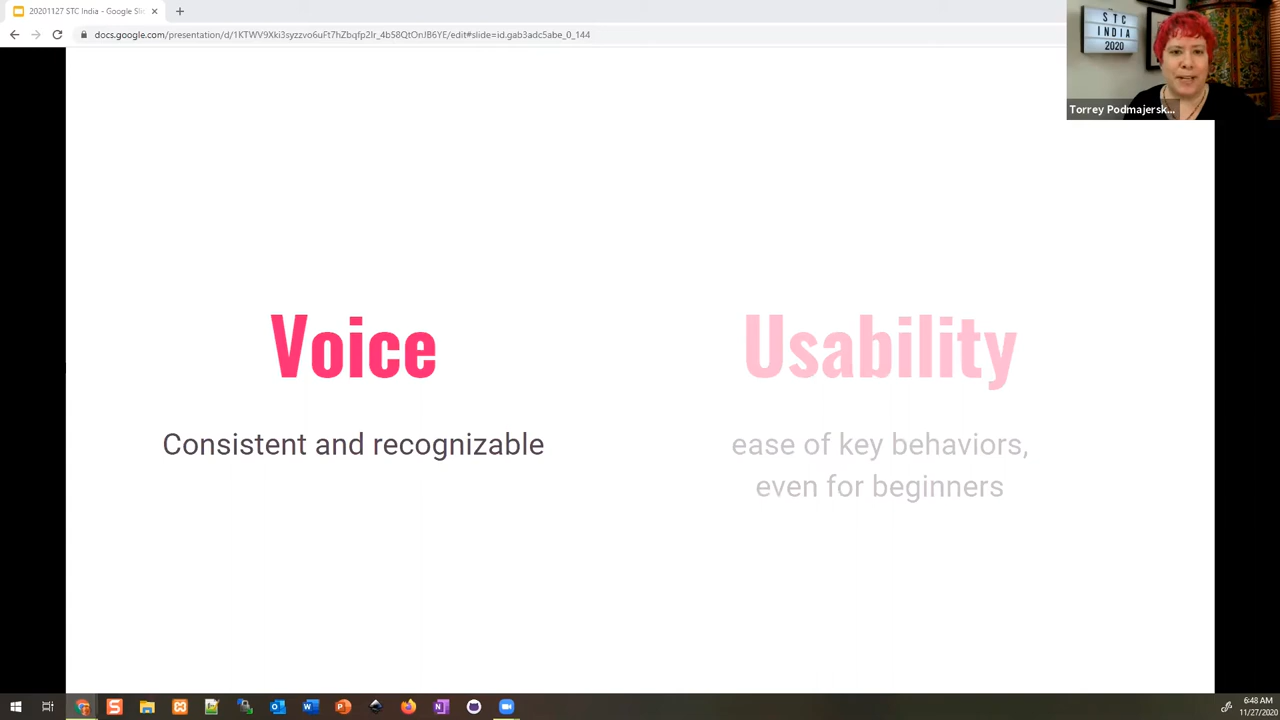 20201127 STC India - Google Sli
docs.google.com/presentation/d/1KTWV9Xki3syzzvo6uFt7hZbqfp2lr_4b58QtOnJB6YE/edit#slide=id.gab3adc5abe_0_144
STC
INDIA
2020
Torrey Podmajersk...
Voice
Usability
Consistent and recognizable
ease of key behaviors,
even for beginners
6:48 AM
11/27/2020